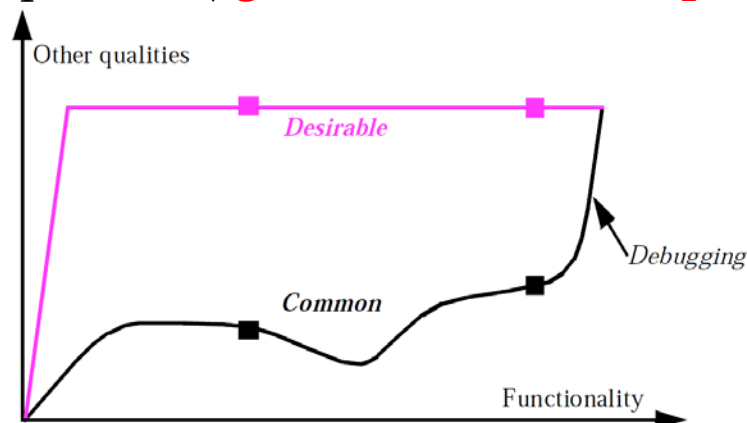 Other qualities
Desirable
Debugging
Common
Functionality